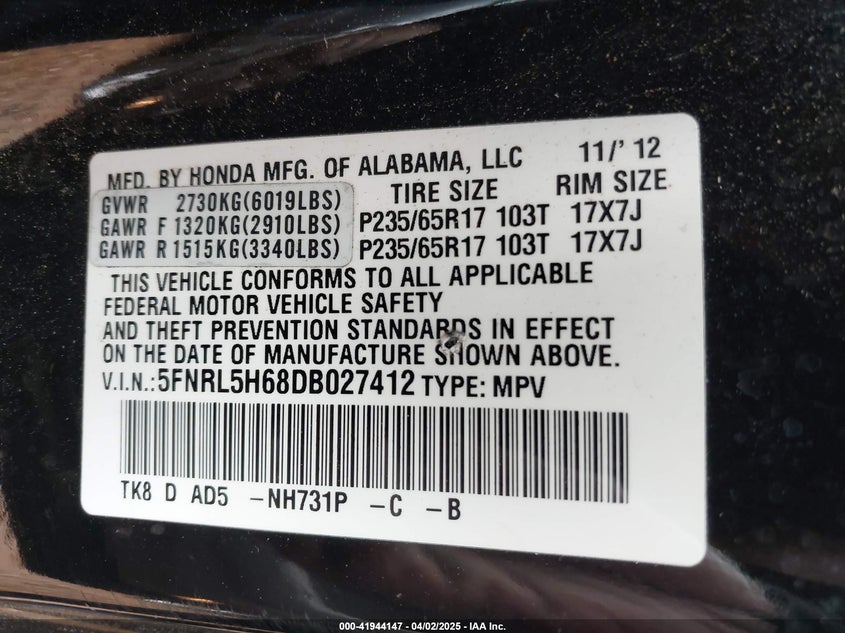 MFD. BY HONDA MFG. OF ALABAMA, LLC 11/' 12
TIRE SIZE RIM SIZE
GVWR 2730KG(6019LBS)
GAWR F 1320KG(2910LBS) P235/65R17 103T 17X7J
GAWR R 1515KG(3340LBS) P235/65R17 103T 17X7J
THIS VEHICLE CONFORMS TO ALL APPLICABLE
FEDERAL MOTOR VEHICLE SAFETY
AND THEFT PREVENTION STANDARDS IN EFFECT
ON THE DATE OF MANUFACTURE SHOWN ABOVE.
V.I.N.:5FNRL5H68DB027412 TYPE: MPV
TK8 D AD5 -NH731P -C -B
000-41944147 - 04/02/2025 - IAA Inc.